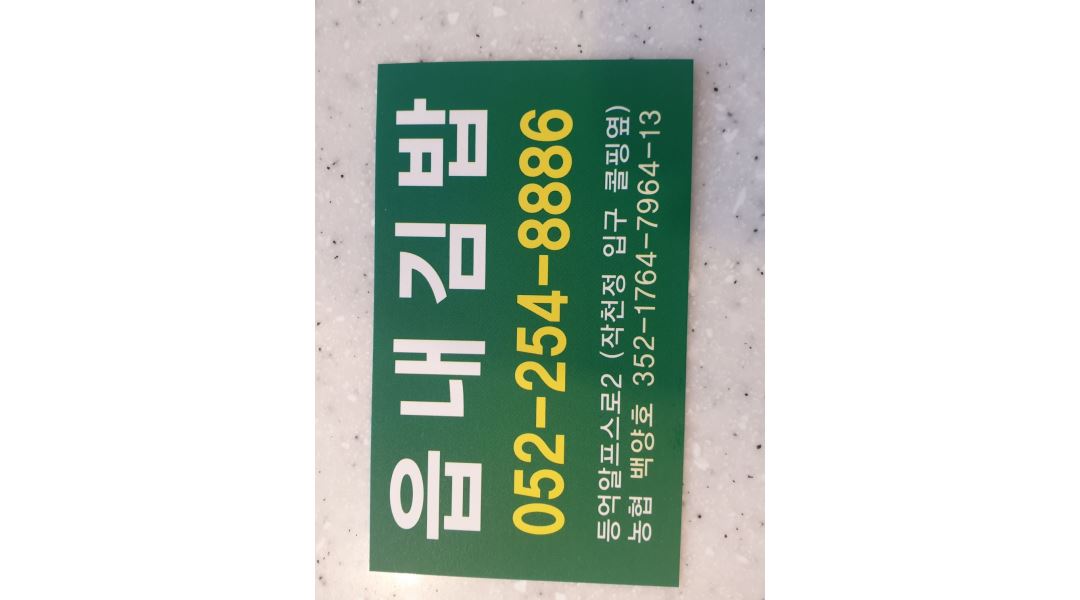 읍내김밥
052-254-8886
등억알프스로2 (작천정 입구 콜핑옆)
농협 백양호 352-1764-7964-13